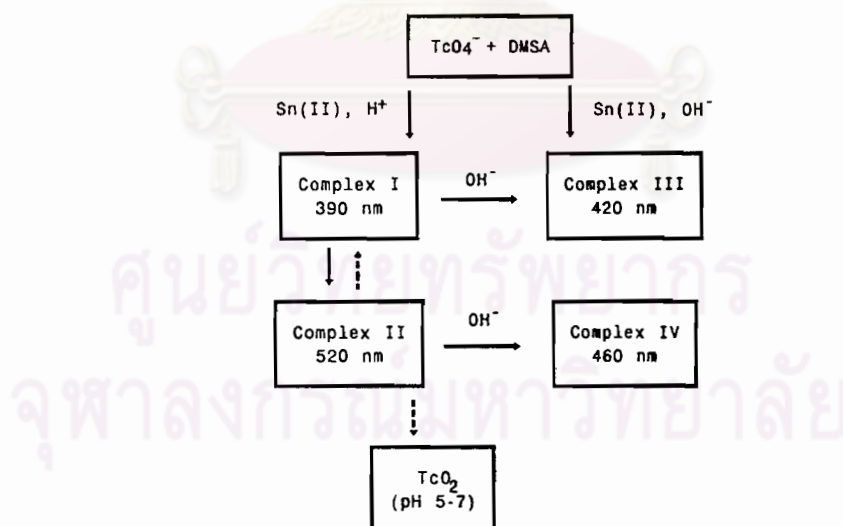 TcO₄⁻ + DMSA
Sn(II), H⁺
Sn(II), OH⁻
Complex I
390 nm
OH⁻
Complex III
420 nm
Complex II
520 nm
OH⁻
Complex IV
460 nm
TcO₂
(pH 5-7)
ศูนย์วิทยทรัพยากร
จุฬาลงกรณ์มหาวิทยาลัย